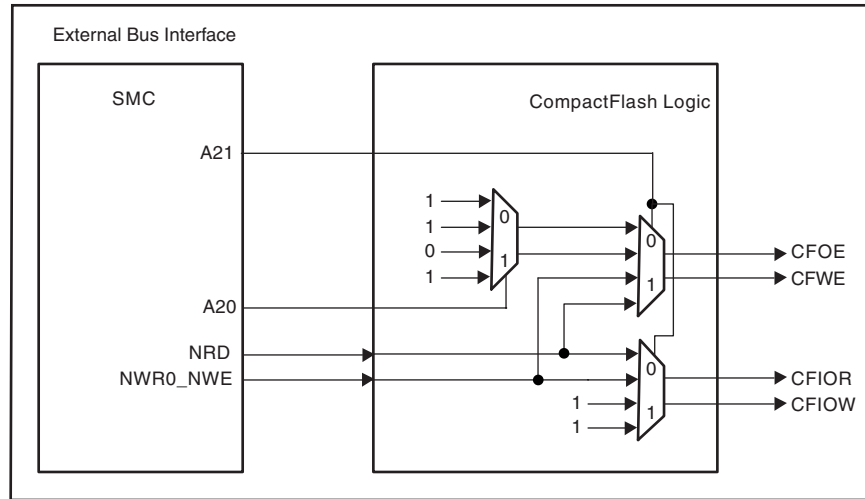 External Bus Interface
SMC
CompactFlash Logic
A21
1
1
0
1
0
1
0
1
CFOE
CFWE
A20
NRD
NWR0_NWE
0
1
1
1
CFIOR
CFIOW